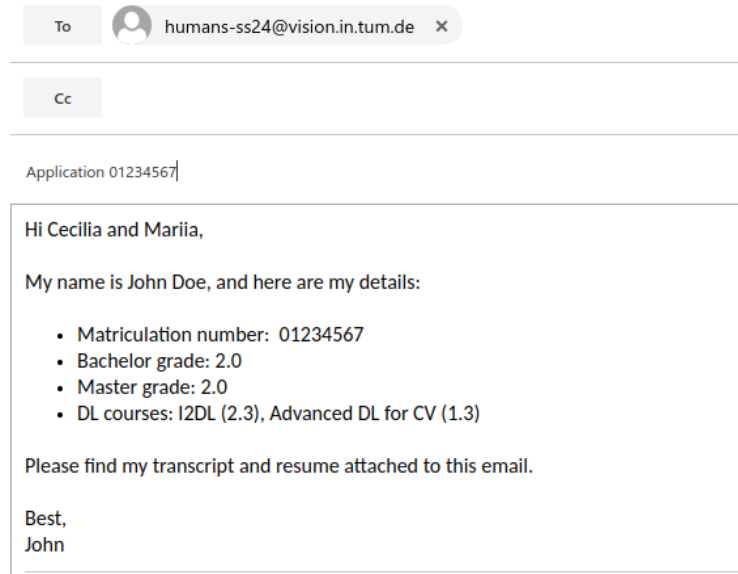 To humans-ss24@vision.in.tum.de ✕
Cc
Application 01234567
Hi Cecilia and Mariia,
My name is John Doe, and here are my details:
• Matriculation number:  01234567
• Bachelor grade: 2.0
• Master grade: 2.0
• DL courses: I2DL (2.3), Advanced DL for CV (1.3)
Please find my transcript and resume attached to this email.
Best,
John